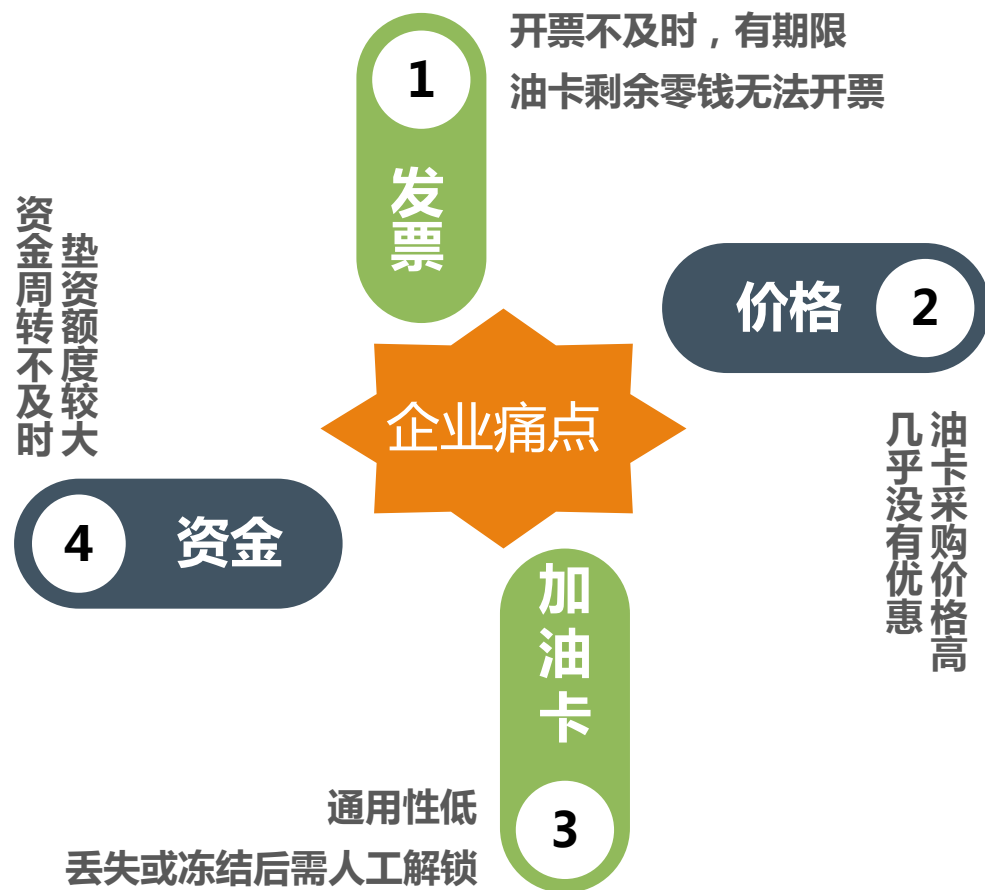 1
发票
开票不及时，有期限
油卡剩余零钱无法开票
价格
2
油卡采购价格高
几乎没有优惠
企业痛点
加油卡
3
通用性低
丢失或冻结后需人工解锁
4
资金
垫资额度较大
资金周转不及时